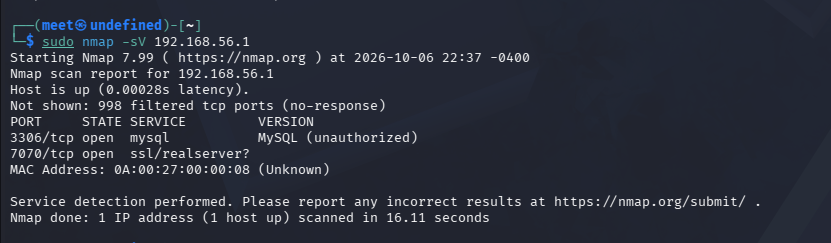 ┌──(meet㉿undefined)-[~]
└─$ sudo nmap -sV 192.168.56.1
Starting Nmap 7.99 ( https://nmap.org ) at 2026-10-06 22:37 -0400
Nmap scan report for 192.168.56.1
Host is up (0.00028s latency).
Not shown: 998 filtered tcp ports (no-response)
PORT     STATE SERVICE         VERSION
3306/tcp open  mysql           MySQL (unauthorized)
7070/tcp open  ssl/realserver?
MAC Address: 0A:00:27:00:00:08 (Unknown)

Service detection performed. Please report any incorrect results at https://nmap.org/submit/ .
Nmap done: 1 IP address (1 host up) scanned in 16.11 seconds